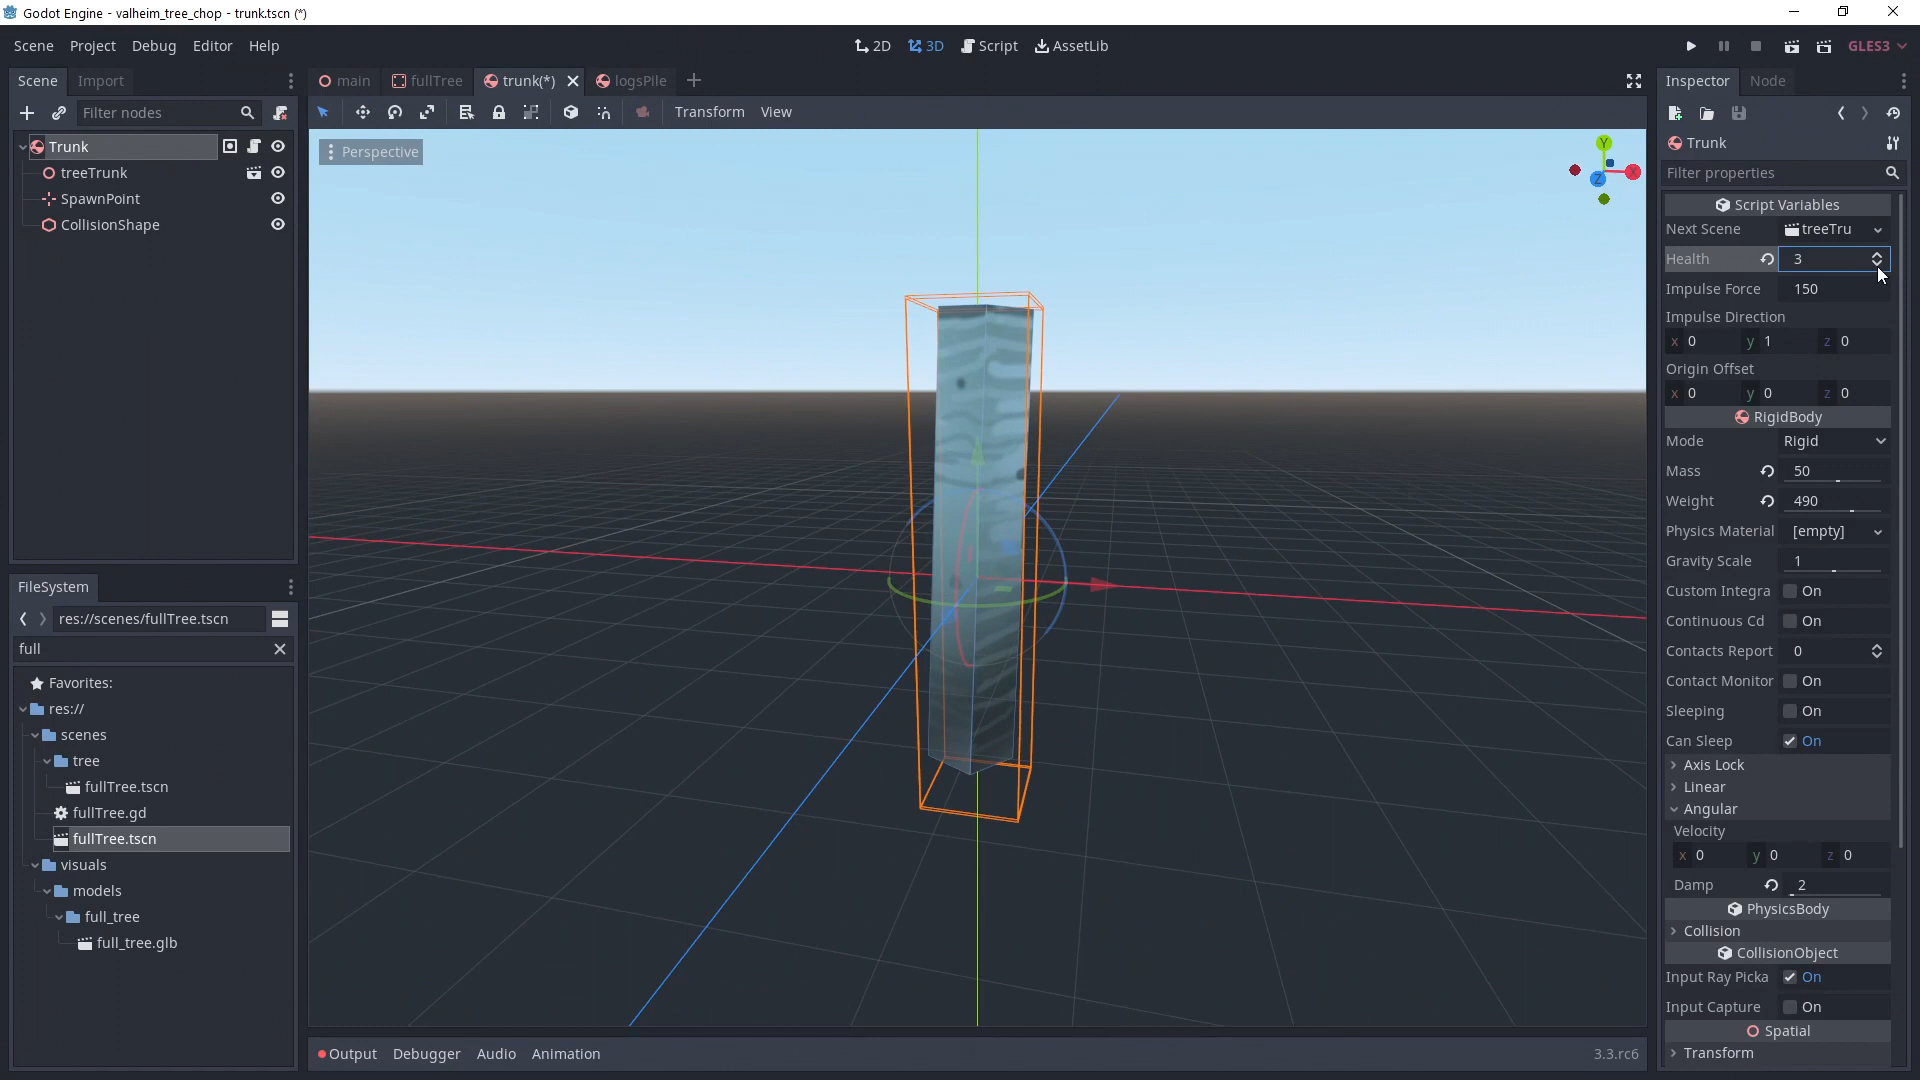 Godot Engine - valheim_tree_chop - trunk.tscn (*)
Scene Project Debug Editor Help
2D 3D Script AssetLib
GLES3
Scene Import
Filter nodes
Trunk
treeTrunk
SpawnPoint
CollisionShape
main fullTree trunk(*) logsPile
Transform View
Perspective
Y
X
Z
FileSystem
res://scenes/fullTree.tscn
full
Favorites:
res://
scenes
tree
fullTree.tscn
fullTree.gd
fullTree.tscn
visuals
models
full_tree
full_tree.glb
Output Debugger Audio Animation
3.3.rc6
Inspector Node
Trunk
Filter properties
Script Variables
Next Scene treeTru
Health 3
Impulse Force 150
Impulse Direction
x 0 y 1 z 0
Origin Offset
x 0 y 0 z 0
RigidBody
Mode Rigid
Mass 50
Weight 490
Physics Material [empty]
Gravity Scale 1
Custom Integra On
Continuous Cd On
Contacts Report 0
Contact Monitor On
Sleeping On
Can Sleep On
Axis Lock
Linear
Angular
Velocity
x 0 y 0 z 0
Damp 2
PhysicsBody
Collision
CollisionObject
Input Ray Picka On
Input Capture On
Spatial
Transform